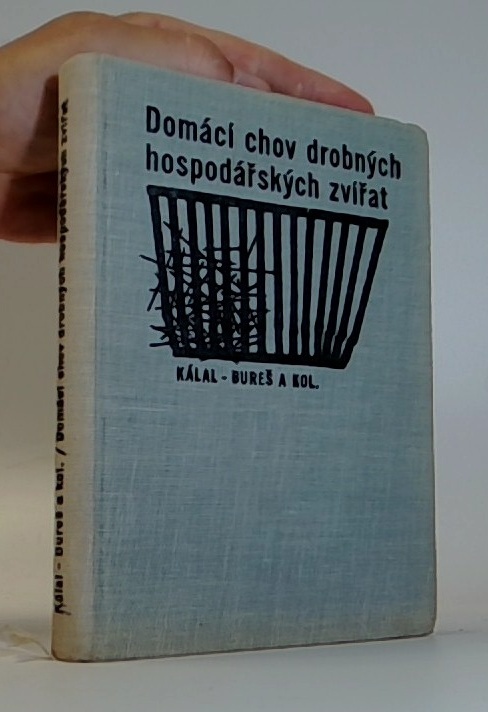 Domácí chov drobných
hospodářských zvířat
KÁLAL - BUREŠ A KOL.
Kálal - Bureš a kol. / Domácí chov drobných hospodářských zvířat